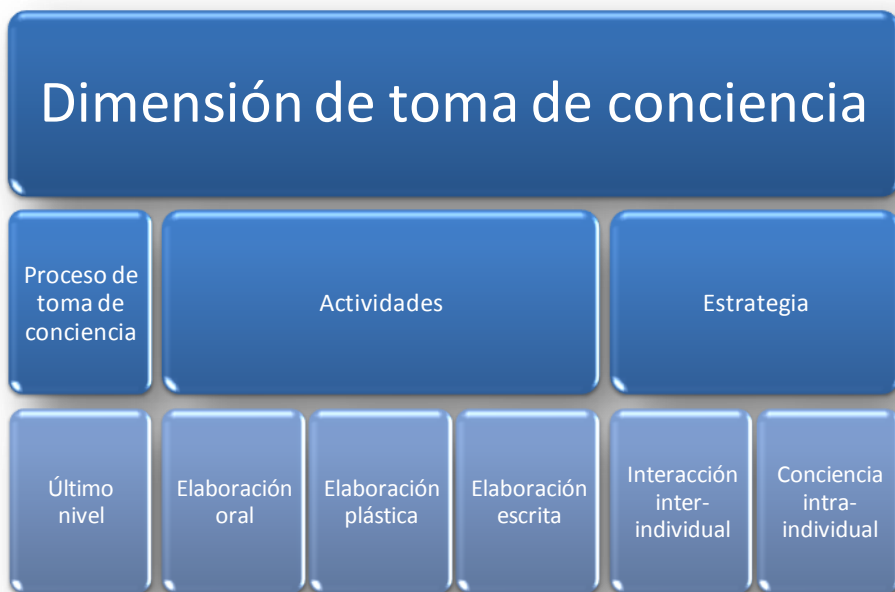 Dimensión de toma de conciencia
Proceso de
toma de
conciencia
Actividades
Estrategia
Último
nivel
Elaboración
oral
Elaboración
plástica
Elaboración
escrita
Interacción
inter-
individual
Conciencia
intra-
individual